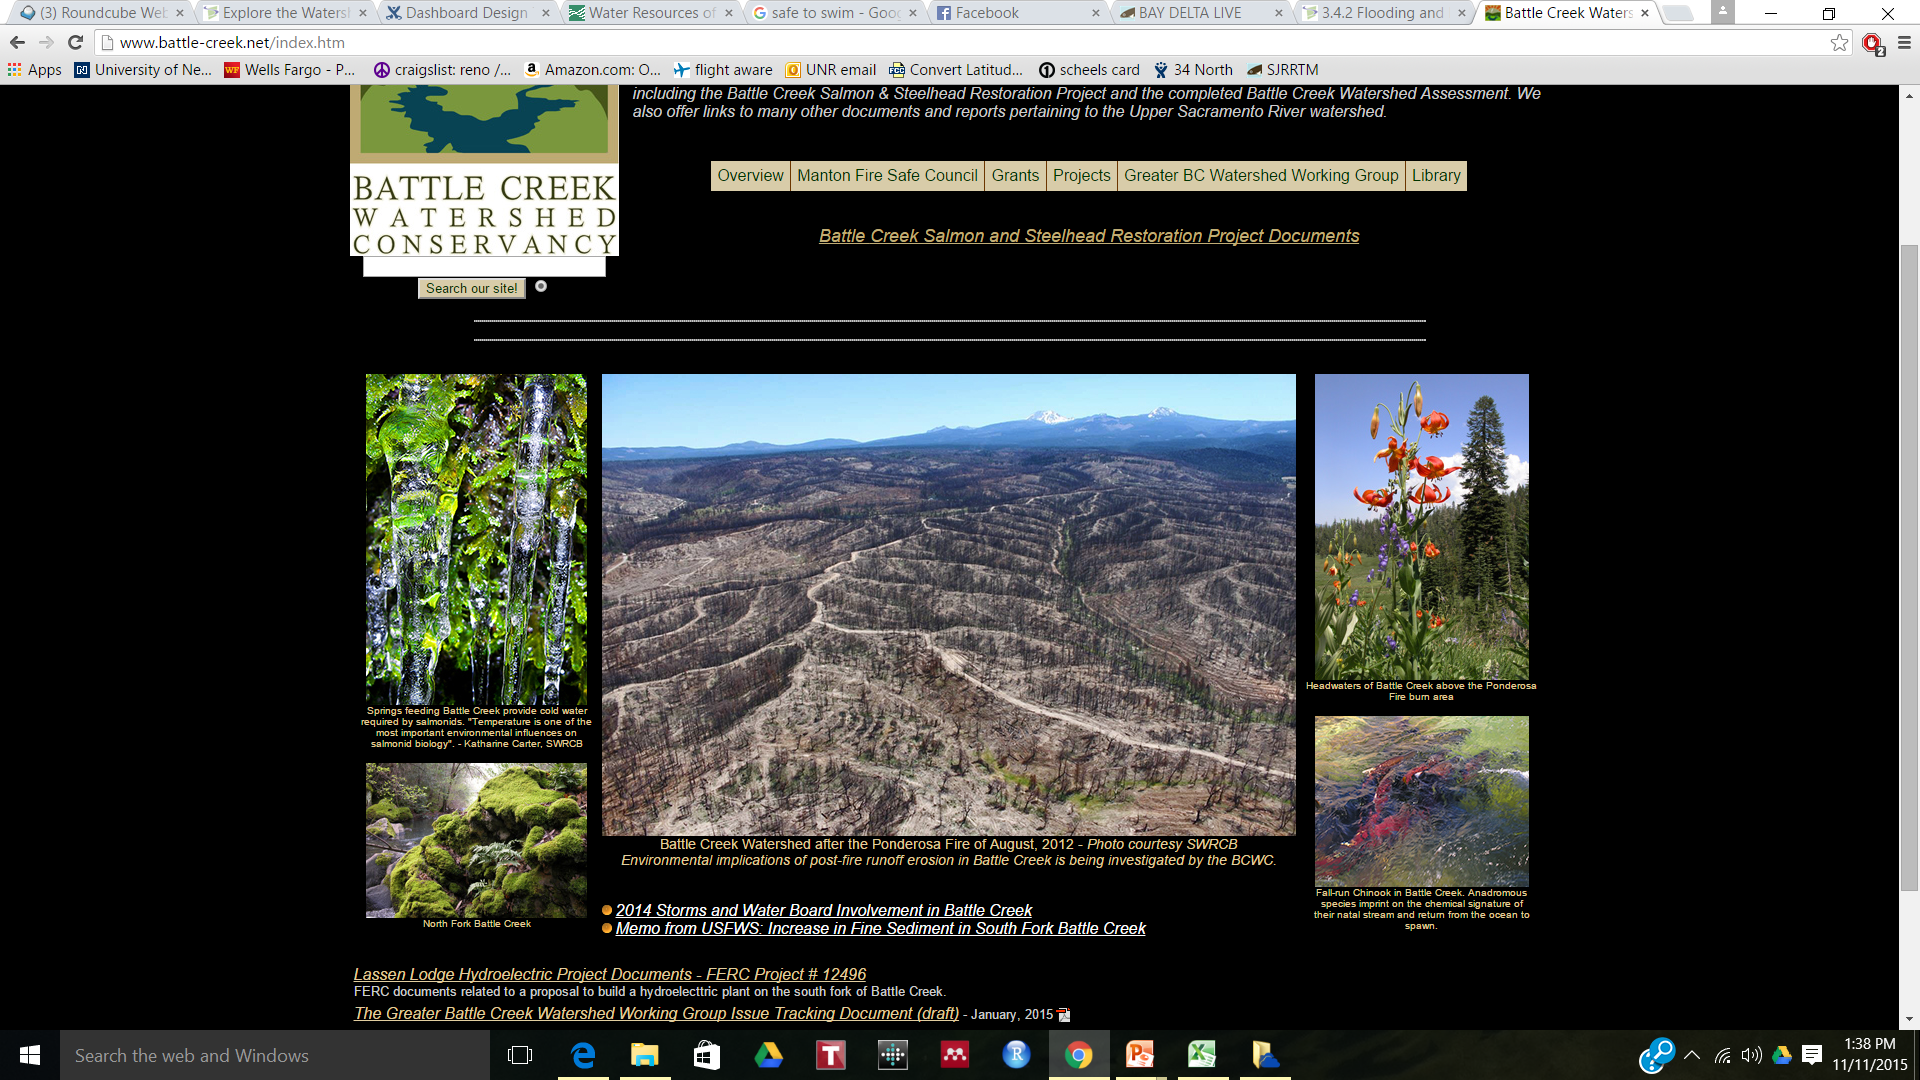 (3) Roundcube Web
Explore the Watersh
Dashboard Design
Water Resources of
safe to swim - Goog
Facebook
BAY DELTA LIVE
3.4.2 Flooding and
Battle Creek Waters
www.battle-creek.net/index.htm
2
Apps
University of Ne...
Wells Fargo - P...
craigslist: reno /...
Amazon.com: O...
flight aware
UNR email
Convert Latitud...
scheels card
34 North
SJRRTM
including the Battle Creek Salmon & Steelhead Restoration Project and the completed Battle Creek Watershed Assessment. We
also offer links to many other documents and reports pertaining to the Upper Sacramento River watershed.
BATTLE CREEK
WATERSHED
CONSERVANCY
Overview
Manton Fire Safe Council
Grants
Projects
Greater BC Watershed Working Group
Library
Battle Creek Salmon and Steelhead Restoration Project Documents
Search our site!
Springs feeding Battle Creek provide cold water
required by salmonids. "Temperature is one of the
most important environmental influences on
salmonid biology". - Katharine Carter, SWRCB
North Fork Battle Creek
Battle Creek Watershed after the Ponderosa Fire of August, 2012 - Photo courtesy SWRCB
Environmental implications of post-fire runoff erosion in Battle Creek is being investigated by the BCWC.
Headwaters of Battle Creek above the Ponderosa
Fire burn area
Fall-run Chinook in Battle Creek. Anadromous
species imprint on the chemical signature of
their natal stream and return from the ocean to
spawn.
2014 Storms and Water Board Involvement in Battle Creek
Memo from USFWS: Increase in Fine Sediment in South Fork Battle Creek
Lassen Lodge Hydroelectric Project Documents - FERC Project # 12496
FERC documents related to a proposal to build a hydroelecttric plant on the south fork of Battle Creek.
The Greater Battle Creek Watershed Working Group Issue Tracking Document (draft) - January, 2015
Search the web and Windows
1:38 PM
11/11/2015